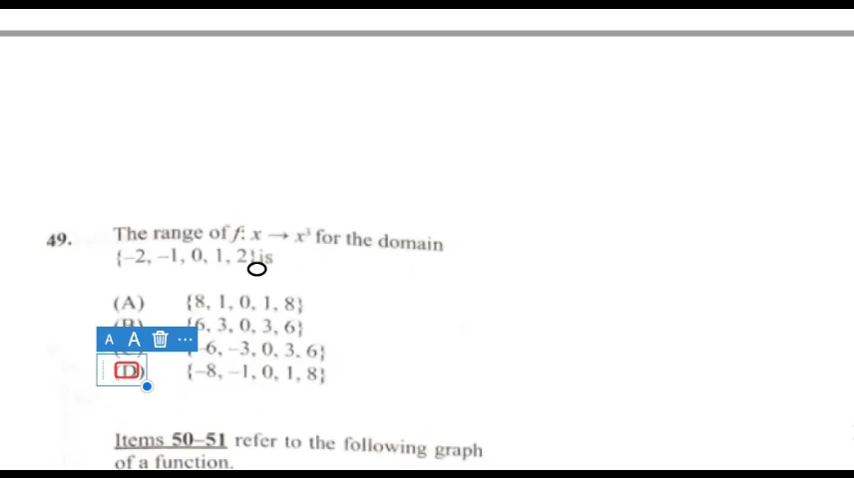 49. The range of f: x → x³ for the domain
{–2, –1, 0, 1, 2} is
(A) {8, 1, 0, 1, 8}
{6, 3, 0, 3, 6}
A A ...
–6, –3, 0, 3, 6}
(D) {–8, –1, 0, 1, 8}
Items 50–51 refer to the following graph
of a function.